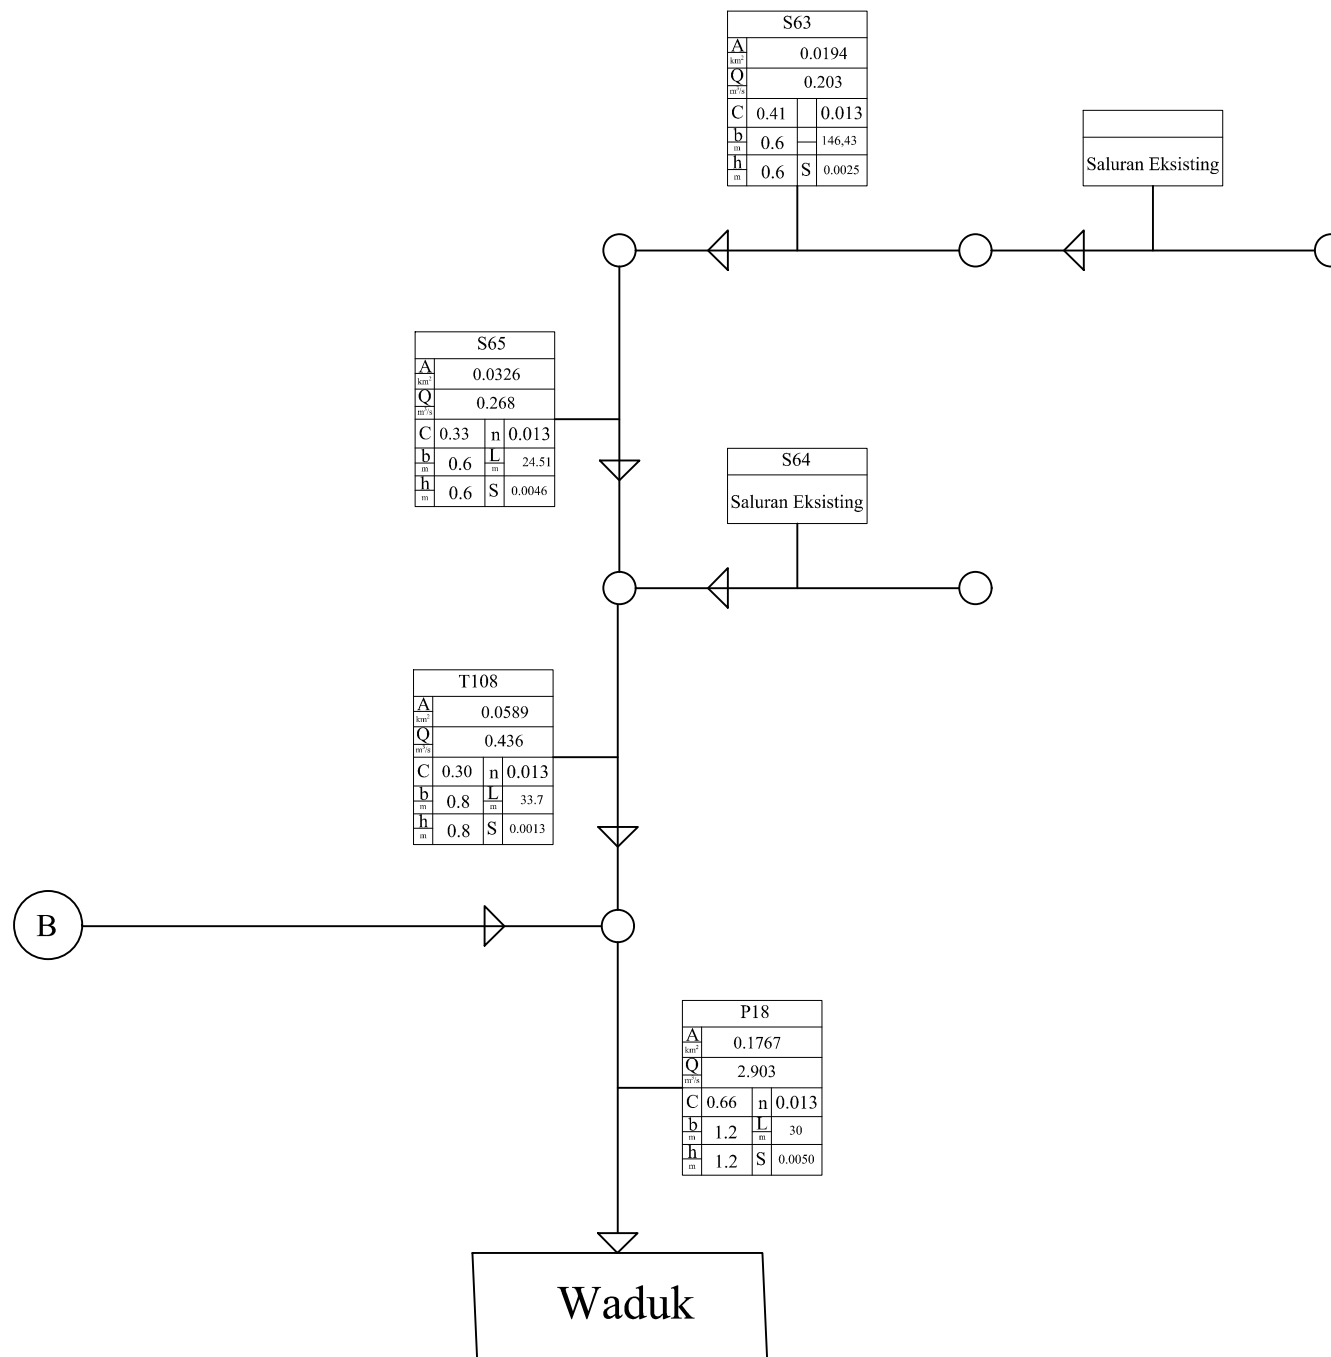 S63
A km² 0.0194
Q m³/s 0.203
C 0.41 0.013
b m 0.6 146,43
h m 0.6 S 0.0025
Saluran Eksisting
S65
A km² 0.0326
Q m³/s 0.268
C 0.33 n 0.013
b m 0.6 L m 24.51
h m 0.6 S 0.0046
S64
Saluran Eksisting
T108
A km² 0.0589
Q m³/s 0.436
C 0.30 n 0.013
b m 0.8 L m 33.7
h m 0.8 S 0.0013
B
P18
A km² 0.1767
Q m³/s 2.903
C 0.66 n 0.013
b m 1.2 L m 30
h m 1.2 S 0.0050
Waduk